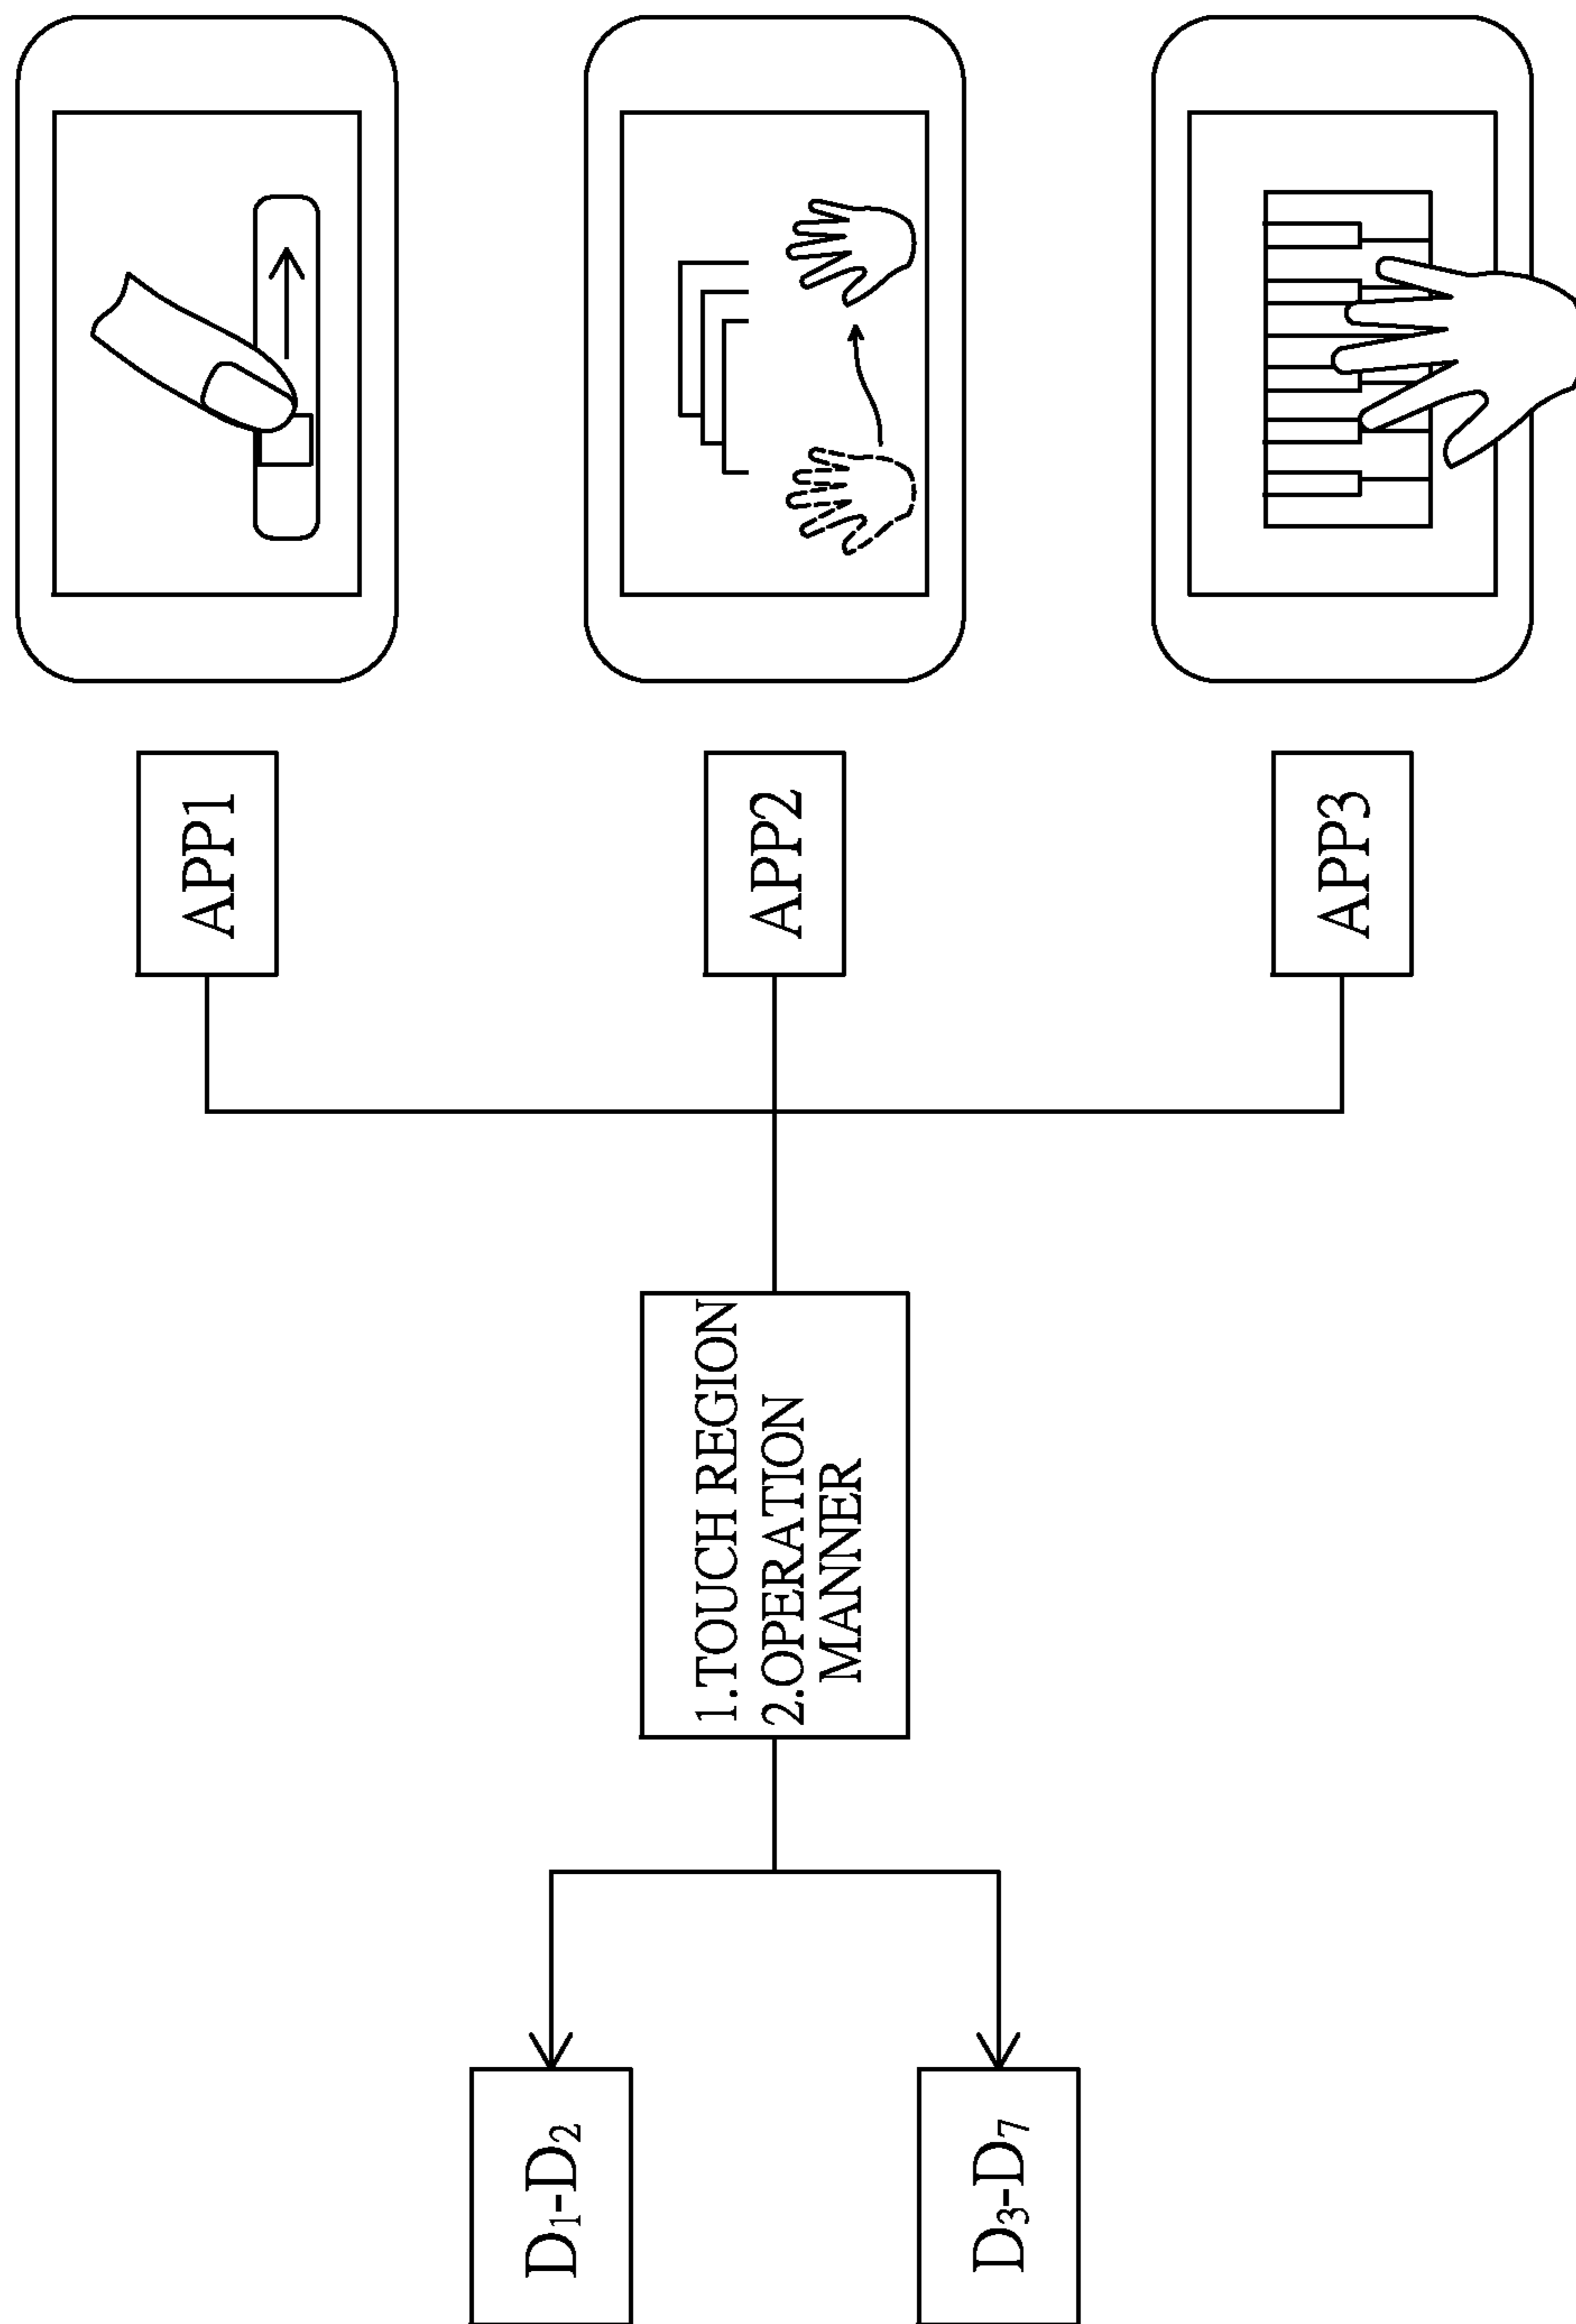 APP1
APP2
APP3
1.TOUCH REGION
2.OPERATION
MANNER
D₁-D₂
D₃-D₇